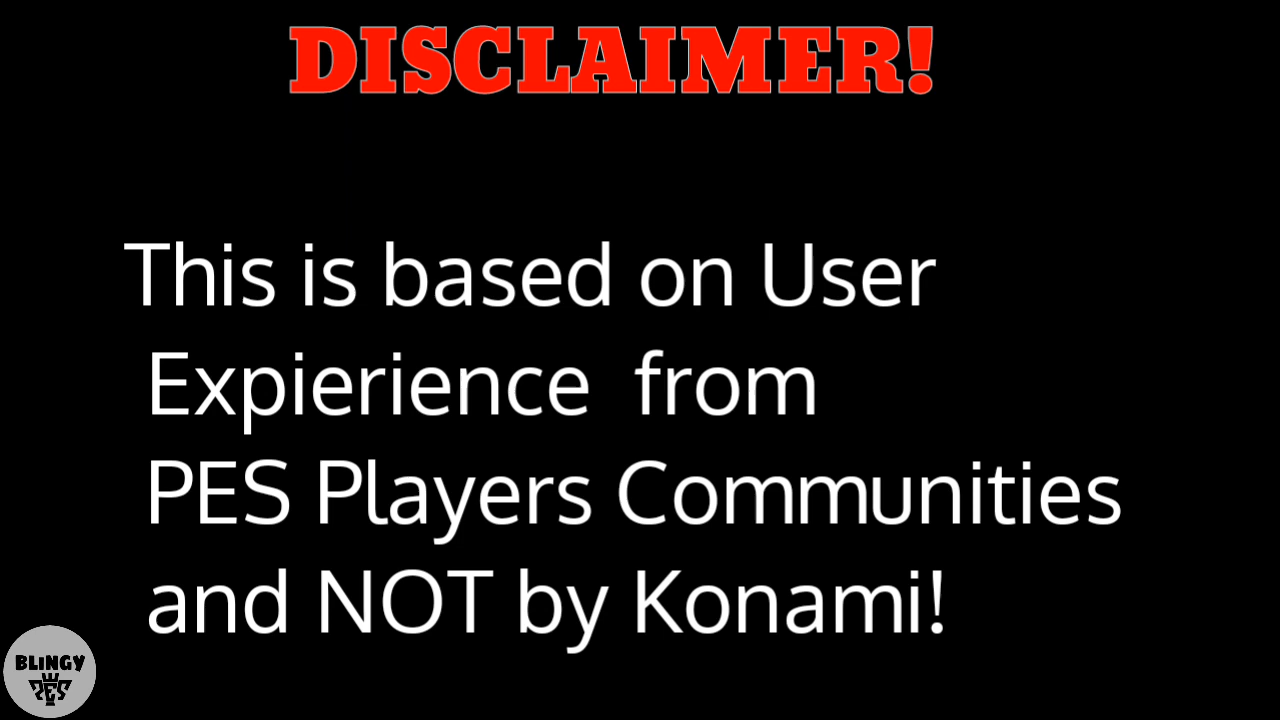 DISCLAIMER!
This is based on User
Expierience from
PES Players Communities
and NOT by Konami!
BLINGY
PES